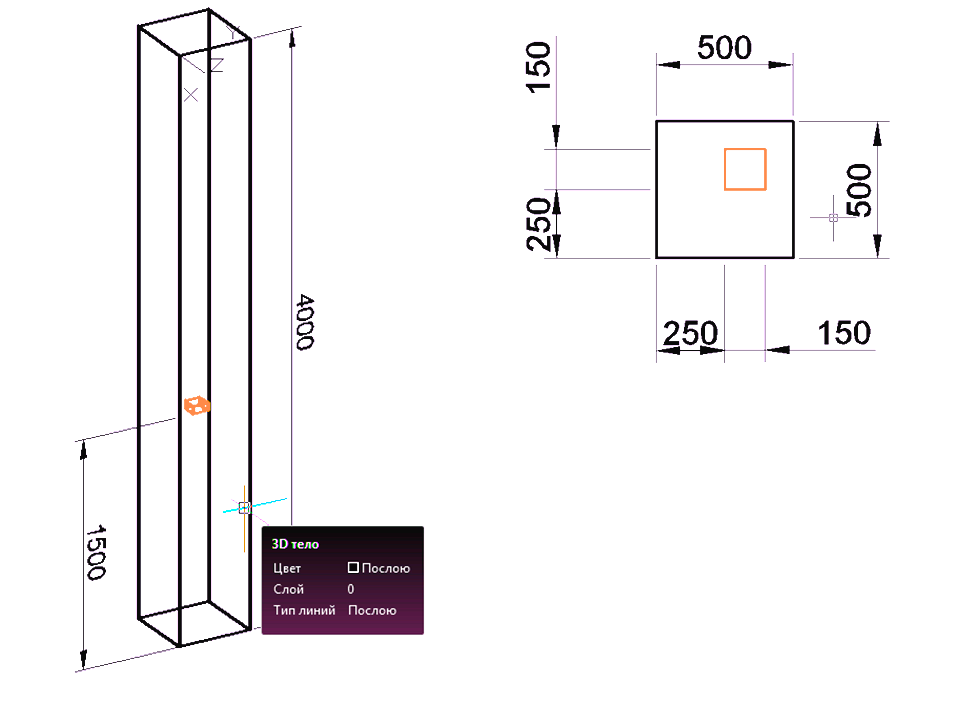 Y
Z
X
4000
1500
3D тело
Цвет Послою
Слой 0
Тип линий Послою
500
150
250
500
250
150